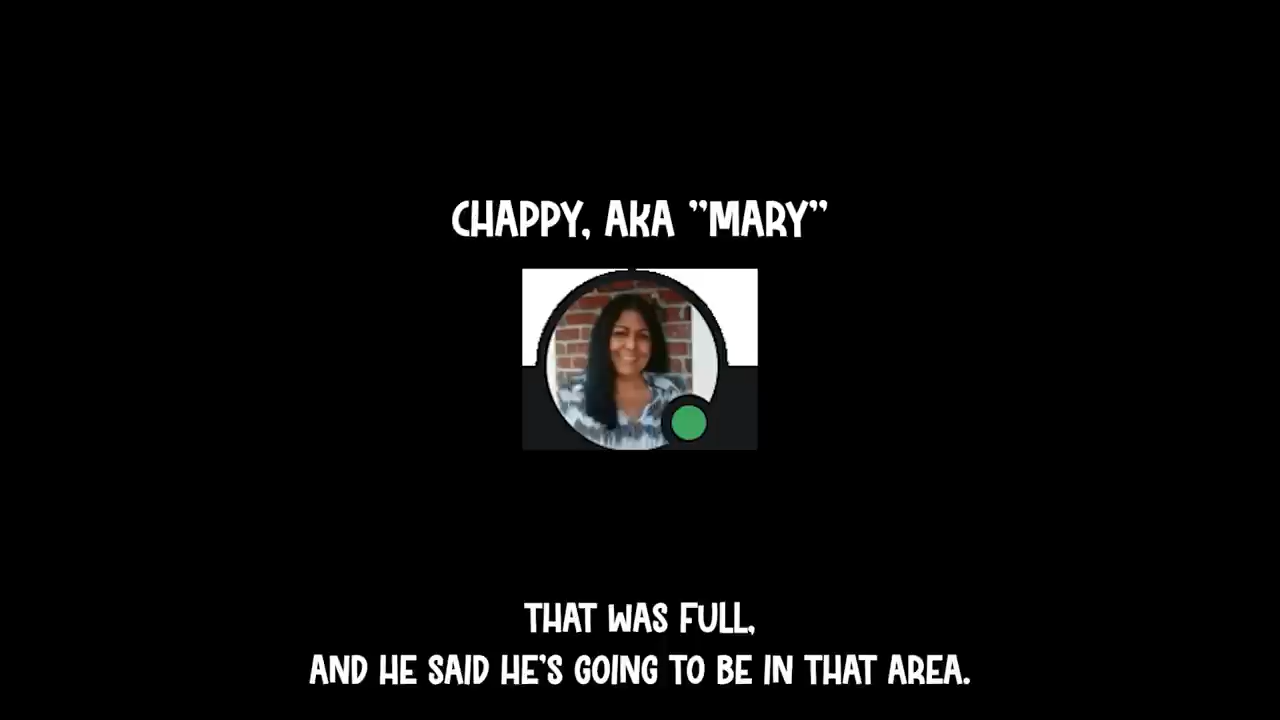 CHAPPY, AKA "MARY"
THAT WAS FULL,
AND HE SAID HE'S GOING TO BE IN THAT AREA.